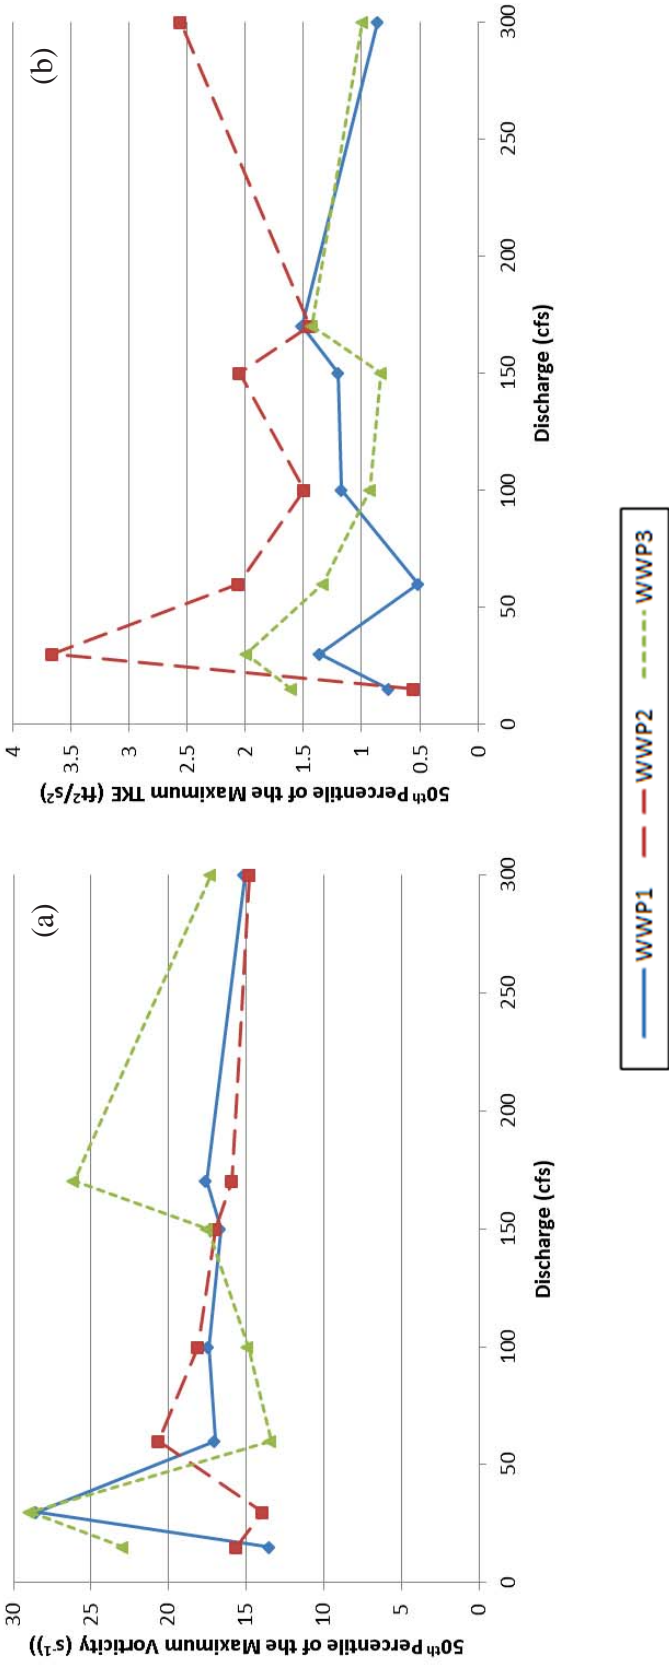 (a)
50th Percentile of the Maximum Vorticity (s-1))
30
25
20
15
10
5
0
0 50 100 150 200 250 300
Discharge (cfs)
(b)
50th Percentile of the Maximum TKE (ft2/s2)
4
3.5
3
2.5
2
1.5
1
0.5
0
0 50 100 150 200 250 300
Discharge (cfs)
WWP1 WWP2 WWP3